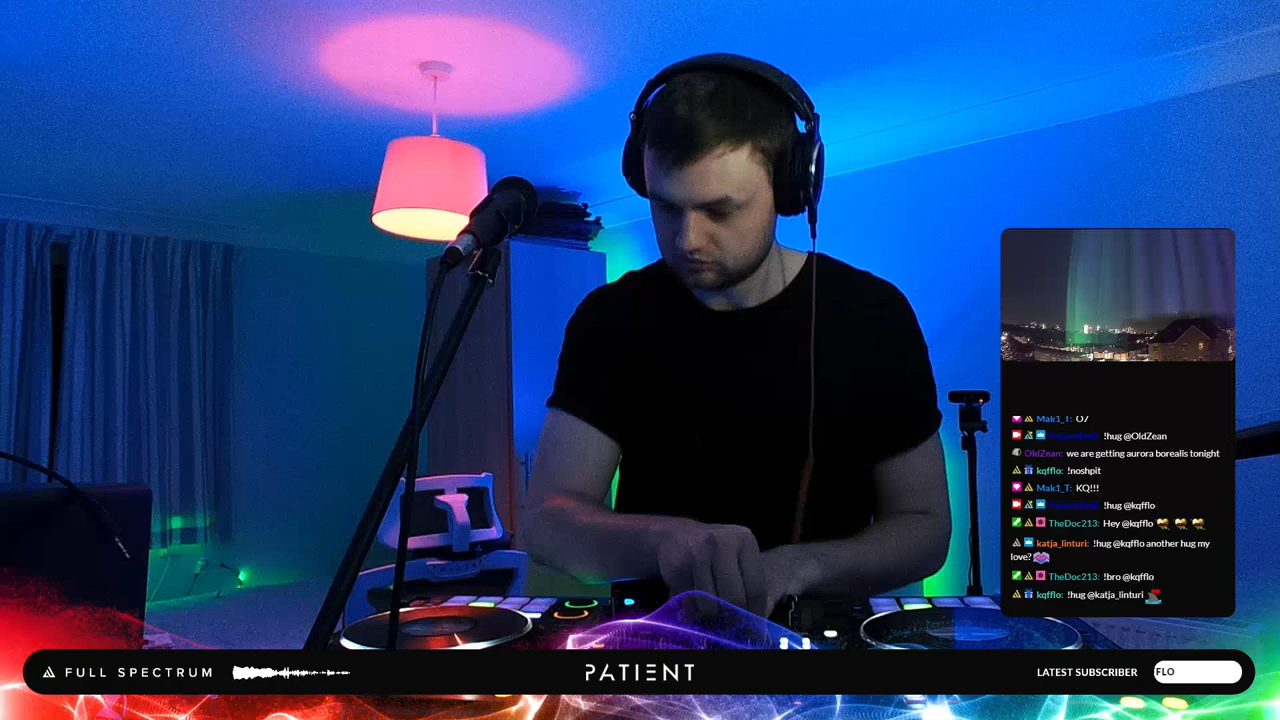 Mak1_T: O7
!hug @OldZean
OldZean: we are getting aurora borealis tonight
kqfflo: !noshpit
Mak1_T: KQ!!!
!hug @kqfflo
TheDoc213: Hey @kqfflo
katja_linturi: !hug @kqfflo another hug my
love?
TheDoc213: !bro @kqfflo
kqfflo: !hug @katja_linturi
FULL SPECTRUM
PATIENT
LATEST SUBSCRIBER
FLO